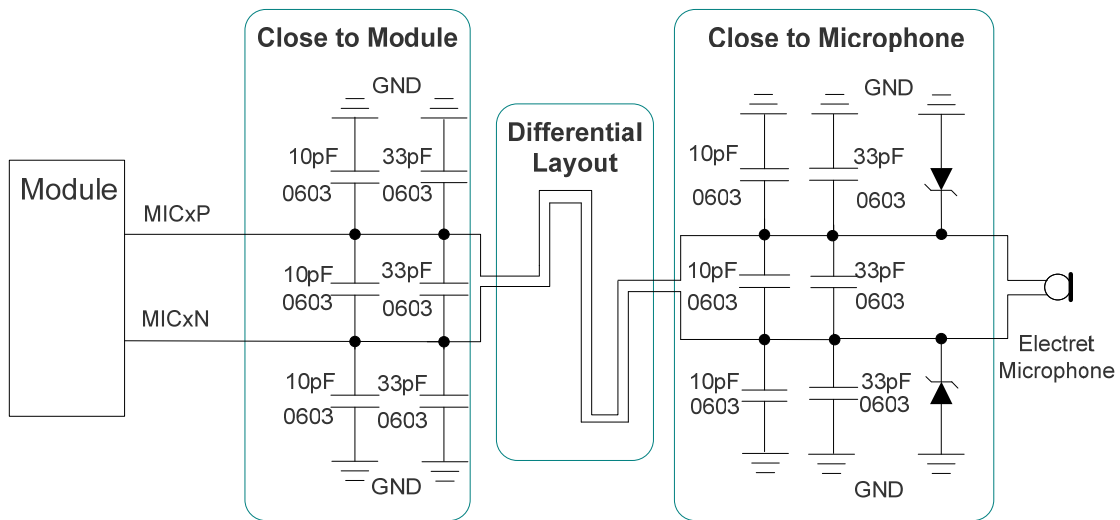 Close to Module
GND
10pF 33pF
0603 0603
Module
MICxP
10pF 33pF
0603 0603
MICxN
10pF 33pF
0603 0603
GND
Differential
Layout
Close to Microphone
GND
10pF 33pF
0603 0603
10pF 33pF
0603 0603
10pF 33pF
0603 0603
GND
Electret
Microphone